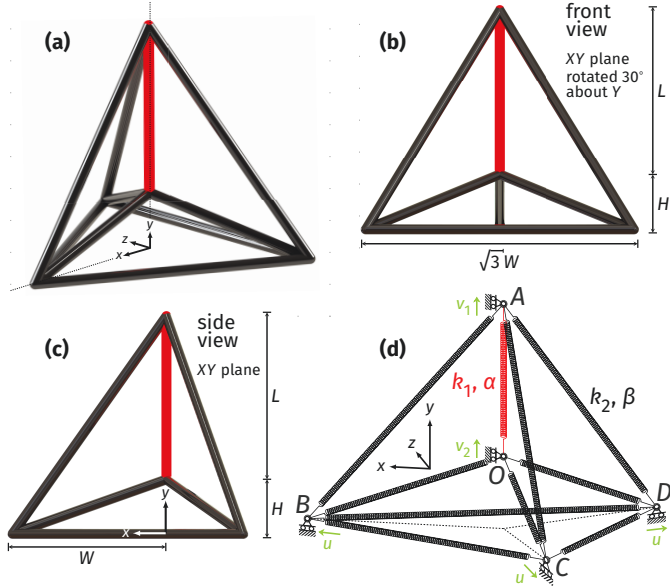 (a)
z
y
x
(b)
front
view
XY plane
rotated 30°
about Y
L
H
√3 W
(c)
side
view
XY plane
L
H
y
x
W
(d)
v₁
A
k₁, α
k₂, β
y
z
x
v₂
O
B
D
u
u
C
u